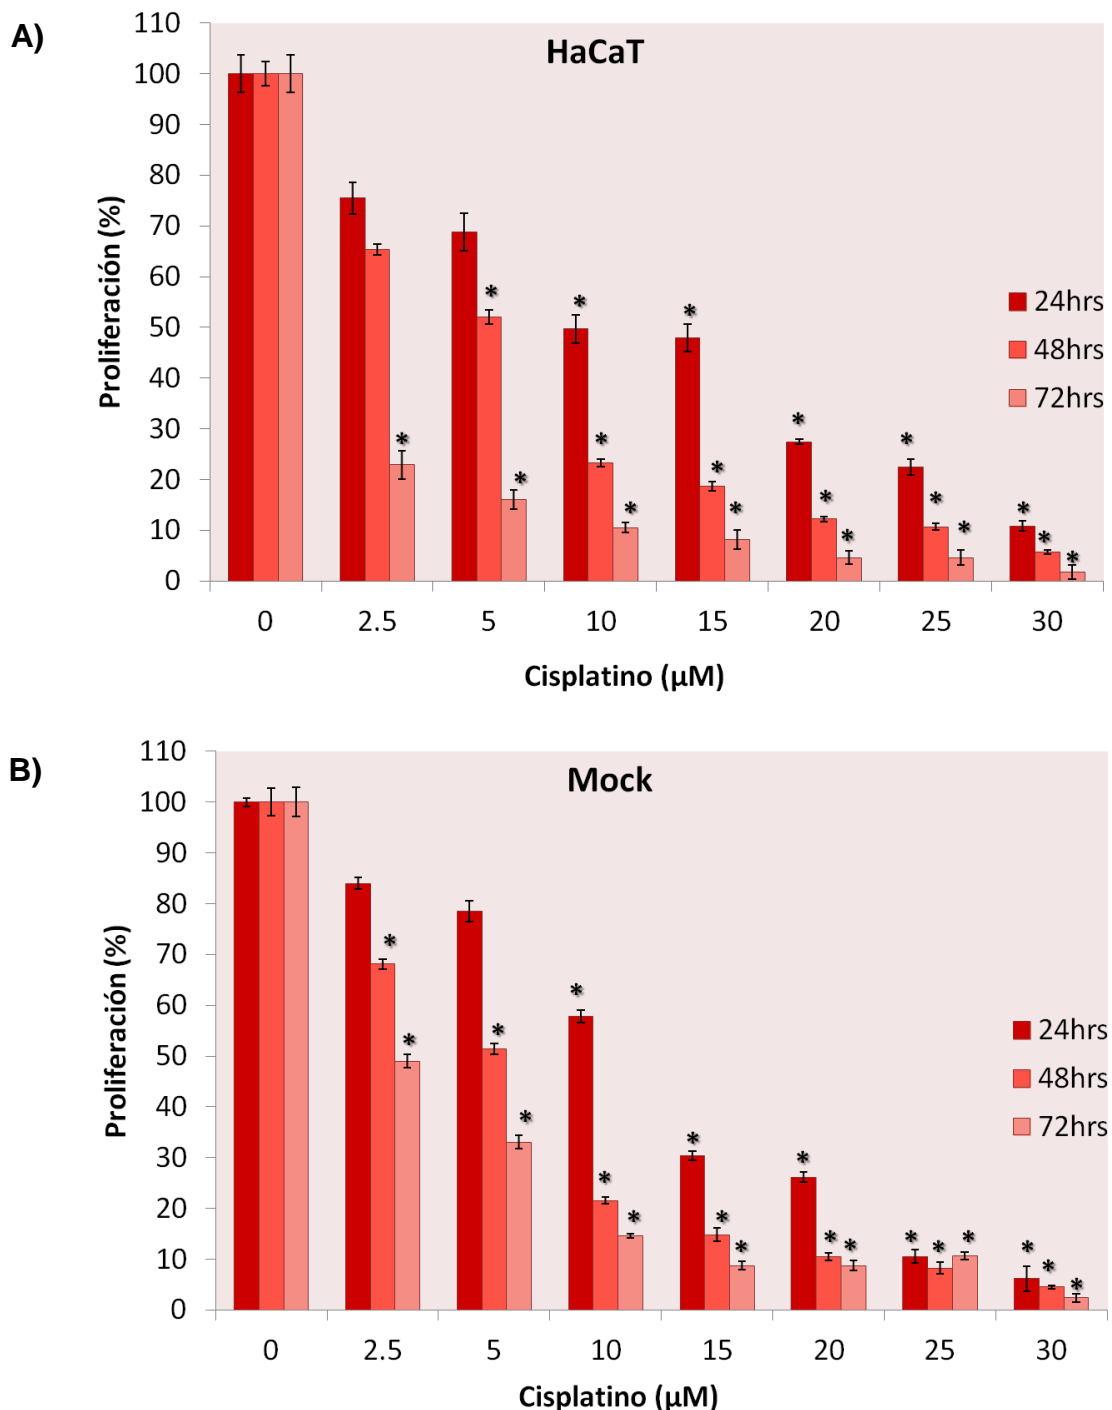 A)
HaCaT
110
100
90
80
70
60
50
40
30
20
10
0
Proliferación (%)
* * * * * * * * * * * * * * * * * * *
24hrs
48hrs
72hrs
0 2.5 5 10 15 20 25 30
Cisplatino (µM)
B)
Mock
110
100
90
80
70
60
50
40
30
20
10
0
Proliferación (%)
* * * * * * * * * * * * * * * * * * *
24hrs
48hrs
72hrs
0 2.5 5 10 15 20 25 30
Cisplatino (µM)